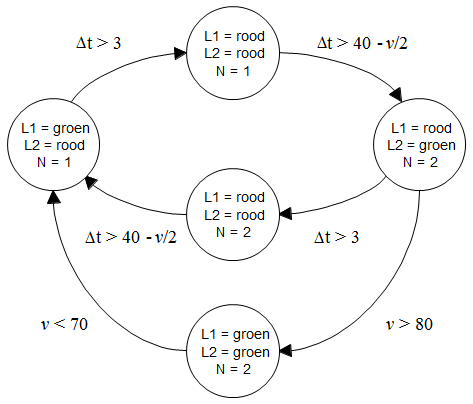 Δt > 3
L1 = rood
L2 = rood
N = 1
Δt > 40 - v/2
L1 = groen
L2 = rood
N = 1
L1 = rood
L2 = groen
N = 2
L1 = rood
L2 = rood
N = 2
Δt > 40 - v/2
Δt > 3
v < 70
v > 80
L1 = groen
L2 = groen
N = 2